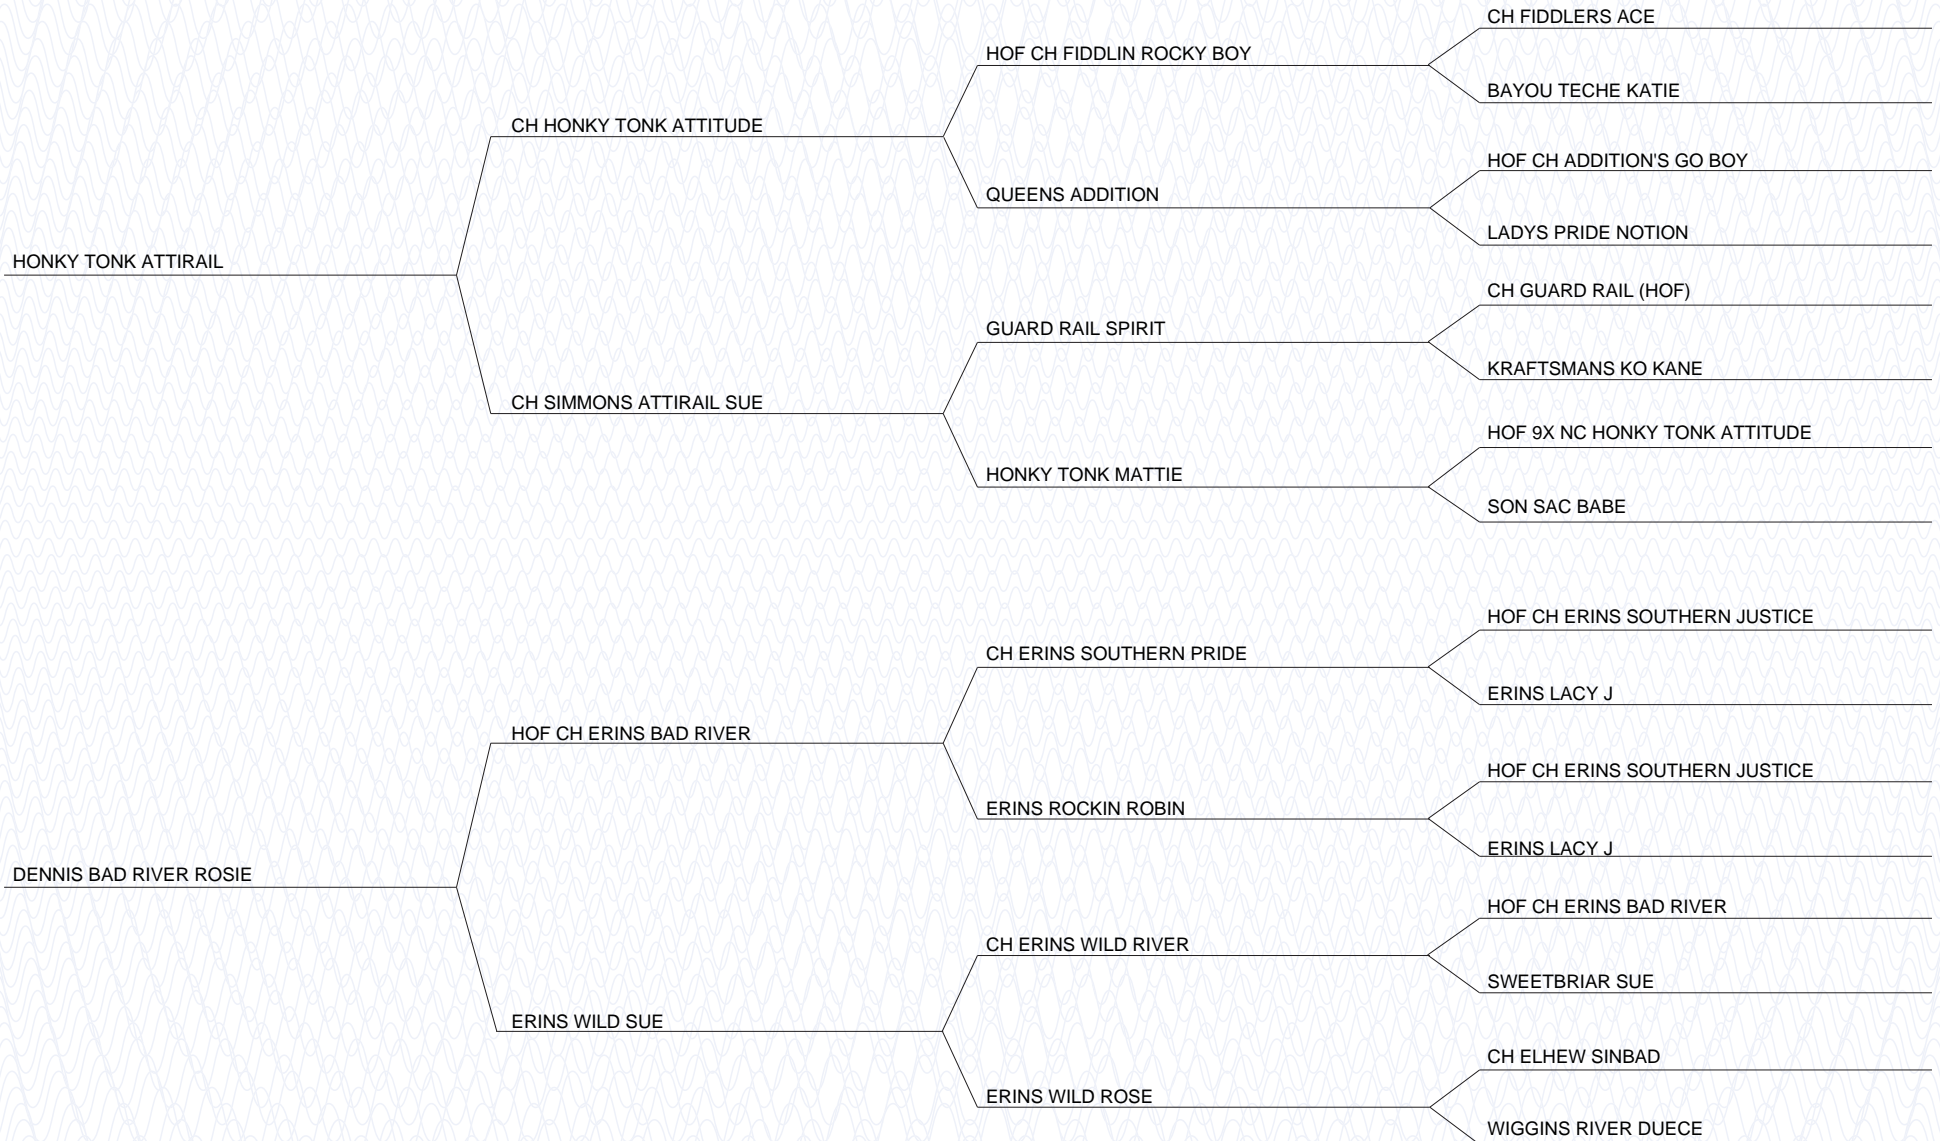 CH FIDDLERS ACE
HOF CH FIDDLIN ROCKY BOY
BAYOU TECHE KATIE
CH HONKY TONK ATTITUDE
HOF CH ADDITION'S GO BOY
QUEENS ADDITION
LADYS PRIDE NOTION
HONKY TONK ATTIRAIL
CH GUARD RAIL (HOF)
GUARD RAIL SPIRIT
KRAFTSMANS KO KANE
CH SIMMONS ATTIRAIL SUE
HOF 9X NC HONKY TONK ATTITUDE
HONKY TONK MATTIE
SON SAC BABE
HOF CH ERINS SOUTHERN JUSTICE
CH ERINS SOUTHERN PRIDE
ERINS LACY J
HOF CH ERINS BAD RIVER
HOF CH ERINS SOUTHERN JUSTICE
ERINS ROCKIN ROBIN
ERINS LACY J
DENNIS BAD RIVER ROSIE
HOF CH ERINS BAD RIVER
CH ERINS WILD RIVER
SWEETBRIAR SUE
ERINS WILD SUE
CH ELHEW SINBAD
ERINS WILD ROSE
WIGGINS RIVER DUECE